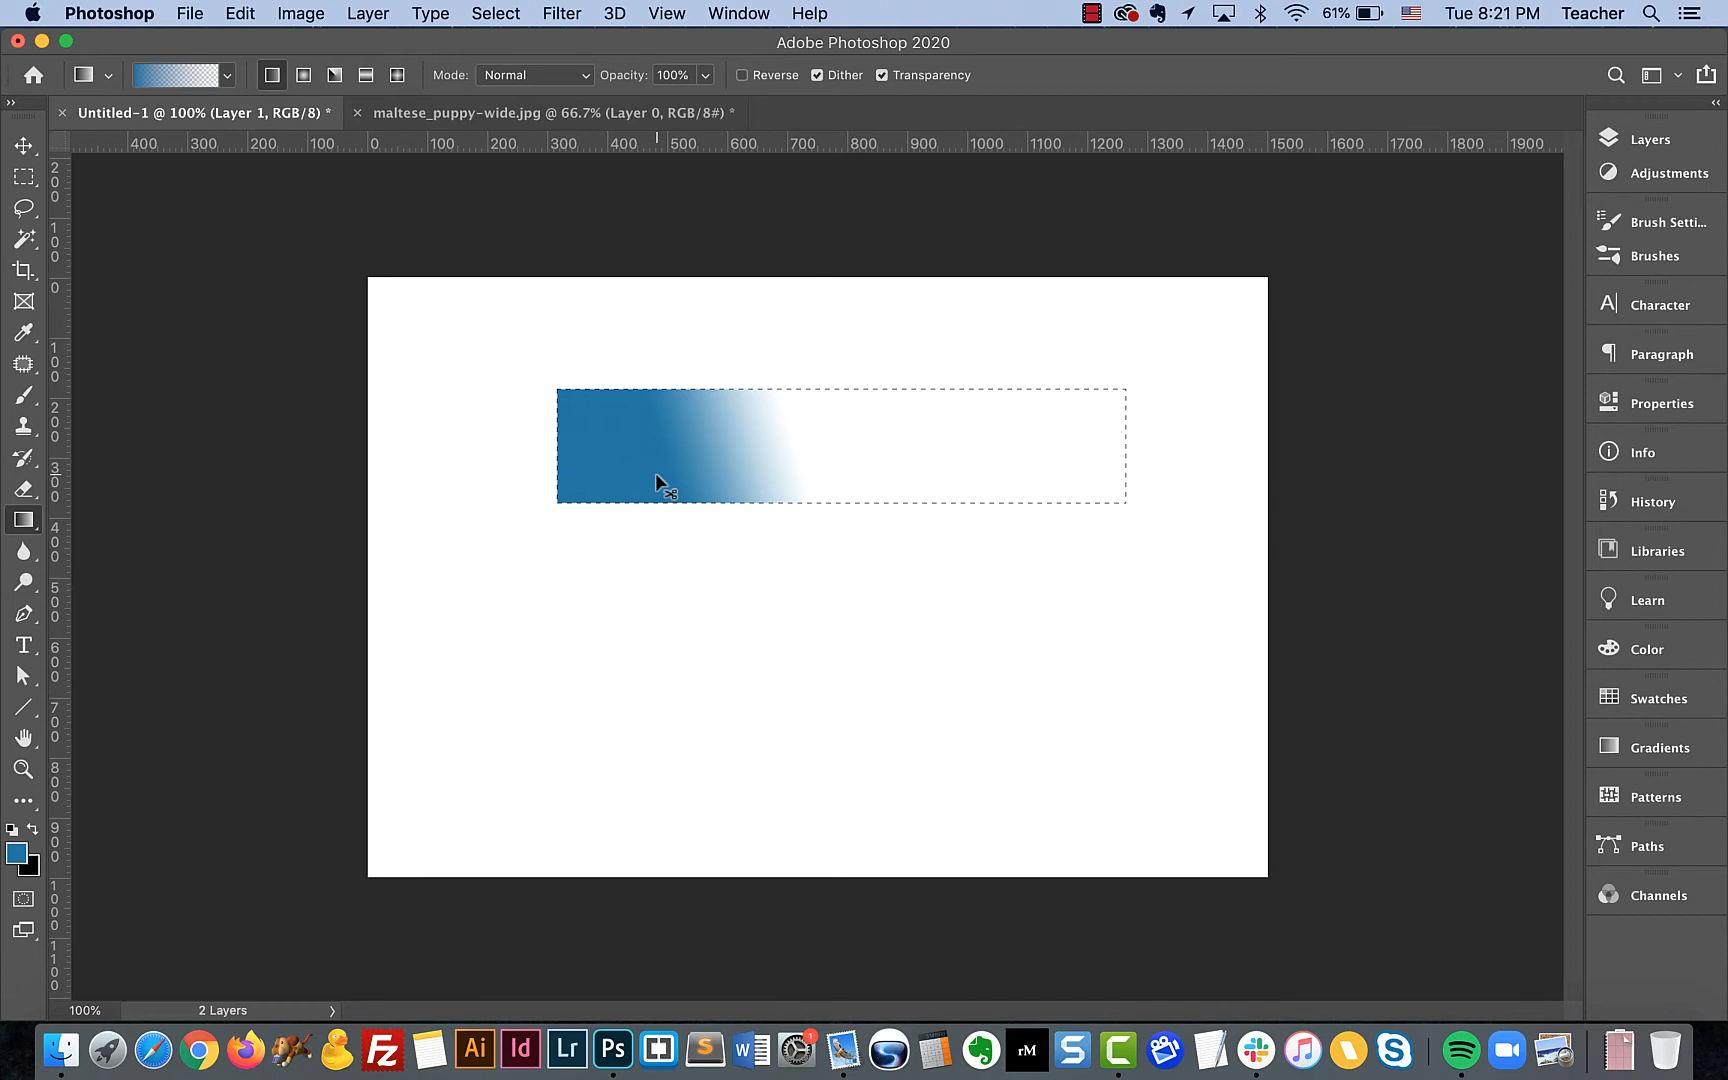 Photoshop File Edit Image Layer Type Select Filter 3D View Window Help 61% Tue 8:21 PM Teacher
Adobe Photoshop 2020
Mode: Normal Opacity: 100% Reverse Dither Transparency
Untitled-1 @ 100% (Layer 1, RGB/8) * maltese_puppy-wide.jpg @ 66.7% (Layer 0, RGB/8#) *
400 300 200 100 0 100 200 300 400 500 600 700 800 900 1000 1100 1200 1300 1400 1500 1600 1700 1800 1900
200
100
0
100
200
300
400
500
600
700
800
900
1000
1100
Layers
Adjustments
Brush Setti...
Brushes
Character
Paragraph
Properties
Info
History
Libraries
Learn
Color
Swatches
Gradients
Patterns
Paths
Channels
100% 2 Layers
Fz Ai Id Lr Ps S W 1 rM S C S